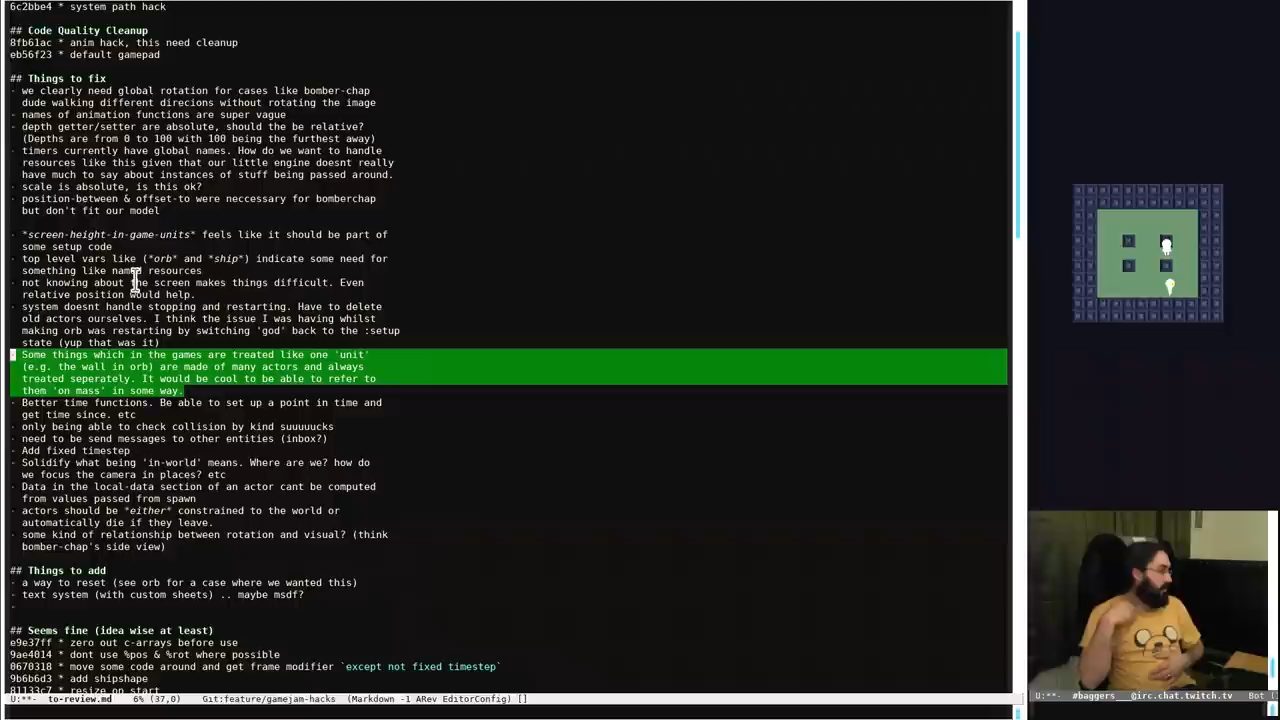 6c2bbe4 * system path hack
## Code Quality Cleanup
8fb61ac * anim hack, this need cleanup
eb56f23 * default gamepad
## Things to fix
- we clearly need global rotation for cases like bomber-chap
dude walking different direcions without rotating the image
- names of animation functions are super vague
- depth getter/setter are absolute, should the be relative?
(Depths are from 0 to 100 with 100 being the furthest away)
- timers currently have global names. How do we want to handle
resources like this given that our little engine doesnt really
have much to say about instances of stuff being passed around.
- scale is absolute, is this ok?
- position-between & offset-to were neccessary for bomberchap
but don't fit our model
- *screen-height-in-game-units* feels like it should be part of
some setup code
- top level vars like (*orb* and *ship*) indicate some need for
something like named resources
- not knowing about the screen makes things difficult. Even
relative position would help.
- system doesnt handle stopping and restarting. Have to delete
old actors ourselves. I think the issue I was having whilst
making orb was restarting by switching 'god' back to the :setup
state (yup that was it)
- Some things which in the games are treated like one 'unit'
(e.g. the wall in orb) are made of many actors and always
treated seperately. It would be cool to be able to refer to
them 'on mass' in some way.
- Better time functions. Be able to set up a point in time and
get time since. etc
- only being able to check collision by kind suuuuucks
- need to be send messages to other entities (inbox?)
- Add fixed timestep
- Solidify what being 'in-world' means. Where are we? how do
we focus the camera in places? etc
- Data in the local-data section of an actor cant be computed
from values passed from spawn
- actors should be *either* constrained to the world or
automatically die if they leave.
- some kind of relationship between rotation and visual? (think
bomber-chap's side view)
## Things to add
- a way to reset (see orb for a case where we wanted this)
- text system (with custom sheets) .. maybe msdf?
-
## Seems fine (idea wise at least)
e9e37ff * zero out c-arrays before use
9ae4014 * dont use %pos & %rot where possible
0670318 * move some code around and get frame modifier `except not fixed timestep`
9b6b6d3 * add shipshape
81133c7 * resize on start
U:**- to-review.md 6% (37,0) Git:feature/gamejam-hacks (Markdown -1 ARev EditorConfig) []
U:**- #baggers___@irc.chat.twitch.tv Bot (